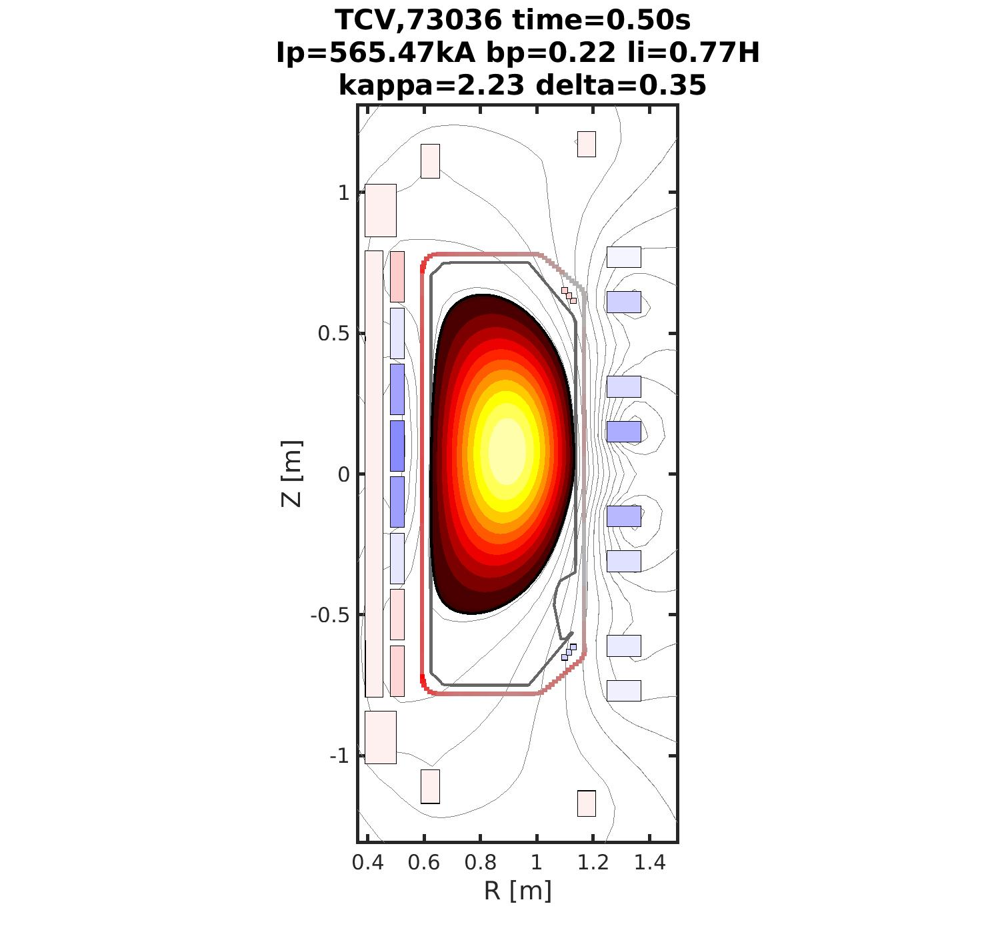 TCV,73036 time=0.50s
Ip=565.47kA bp=0.22 li=0.77H
kappa=2.23 delta=0.35
1
0.5
0
-0.5
-1
Z [m]
0.4 0.6 0.8 1 1.2 1.4
R [m]